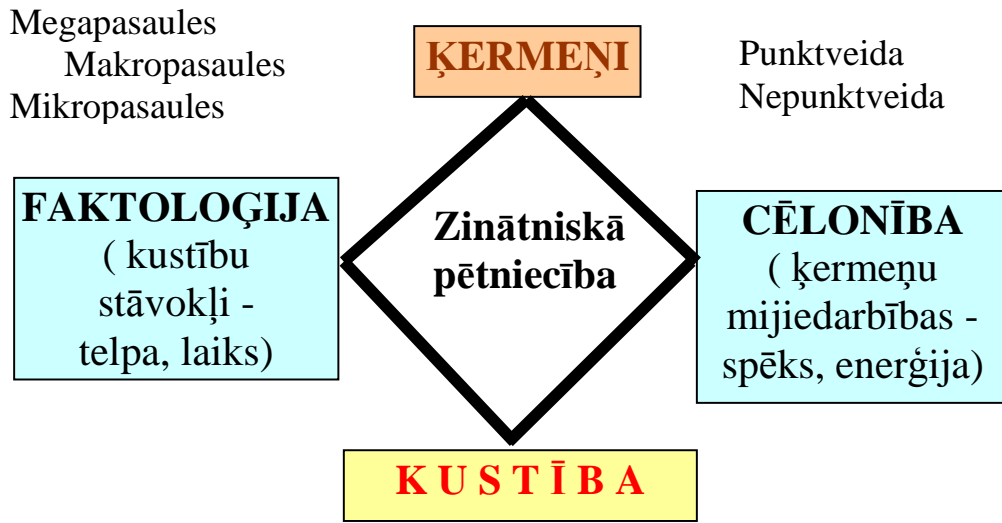 Megapasaules
Makropasaules
Mikropasaules
ĶERMEŅI
Punktveida
Nepunktveida
FAKTOLOĢIJA
( kustību
stāvokļi -
telpa, laiks)
Zinātniskā
pētniecība
CĒLONĪBA
( ķermeņu
mijiedarbības -
spēks, enerģija)
K U S T Ī B A